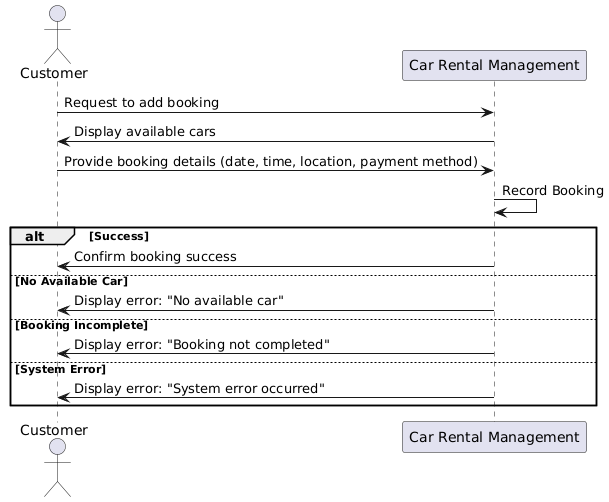 Customer
Car Rental Management
Request to add booking
Display available cars
Provide booking details (date, time, location, payment method)
Record Booking
alt [Success]
Confirm booking success
[No Available Car]
Display error: "No available car"
[Booking Incomplete]
Display error: "Booking not completed"
[System Error]
Display error: "System error occurred"
Customer
Car Rental Management